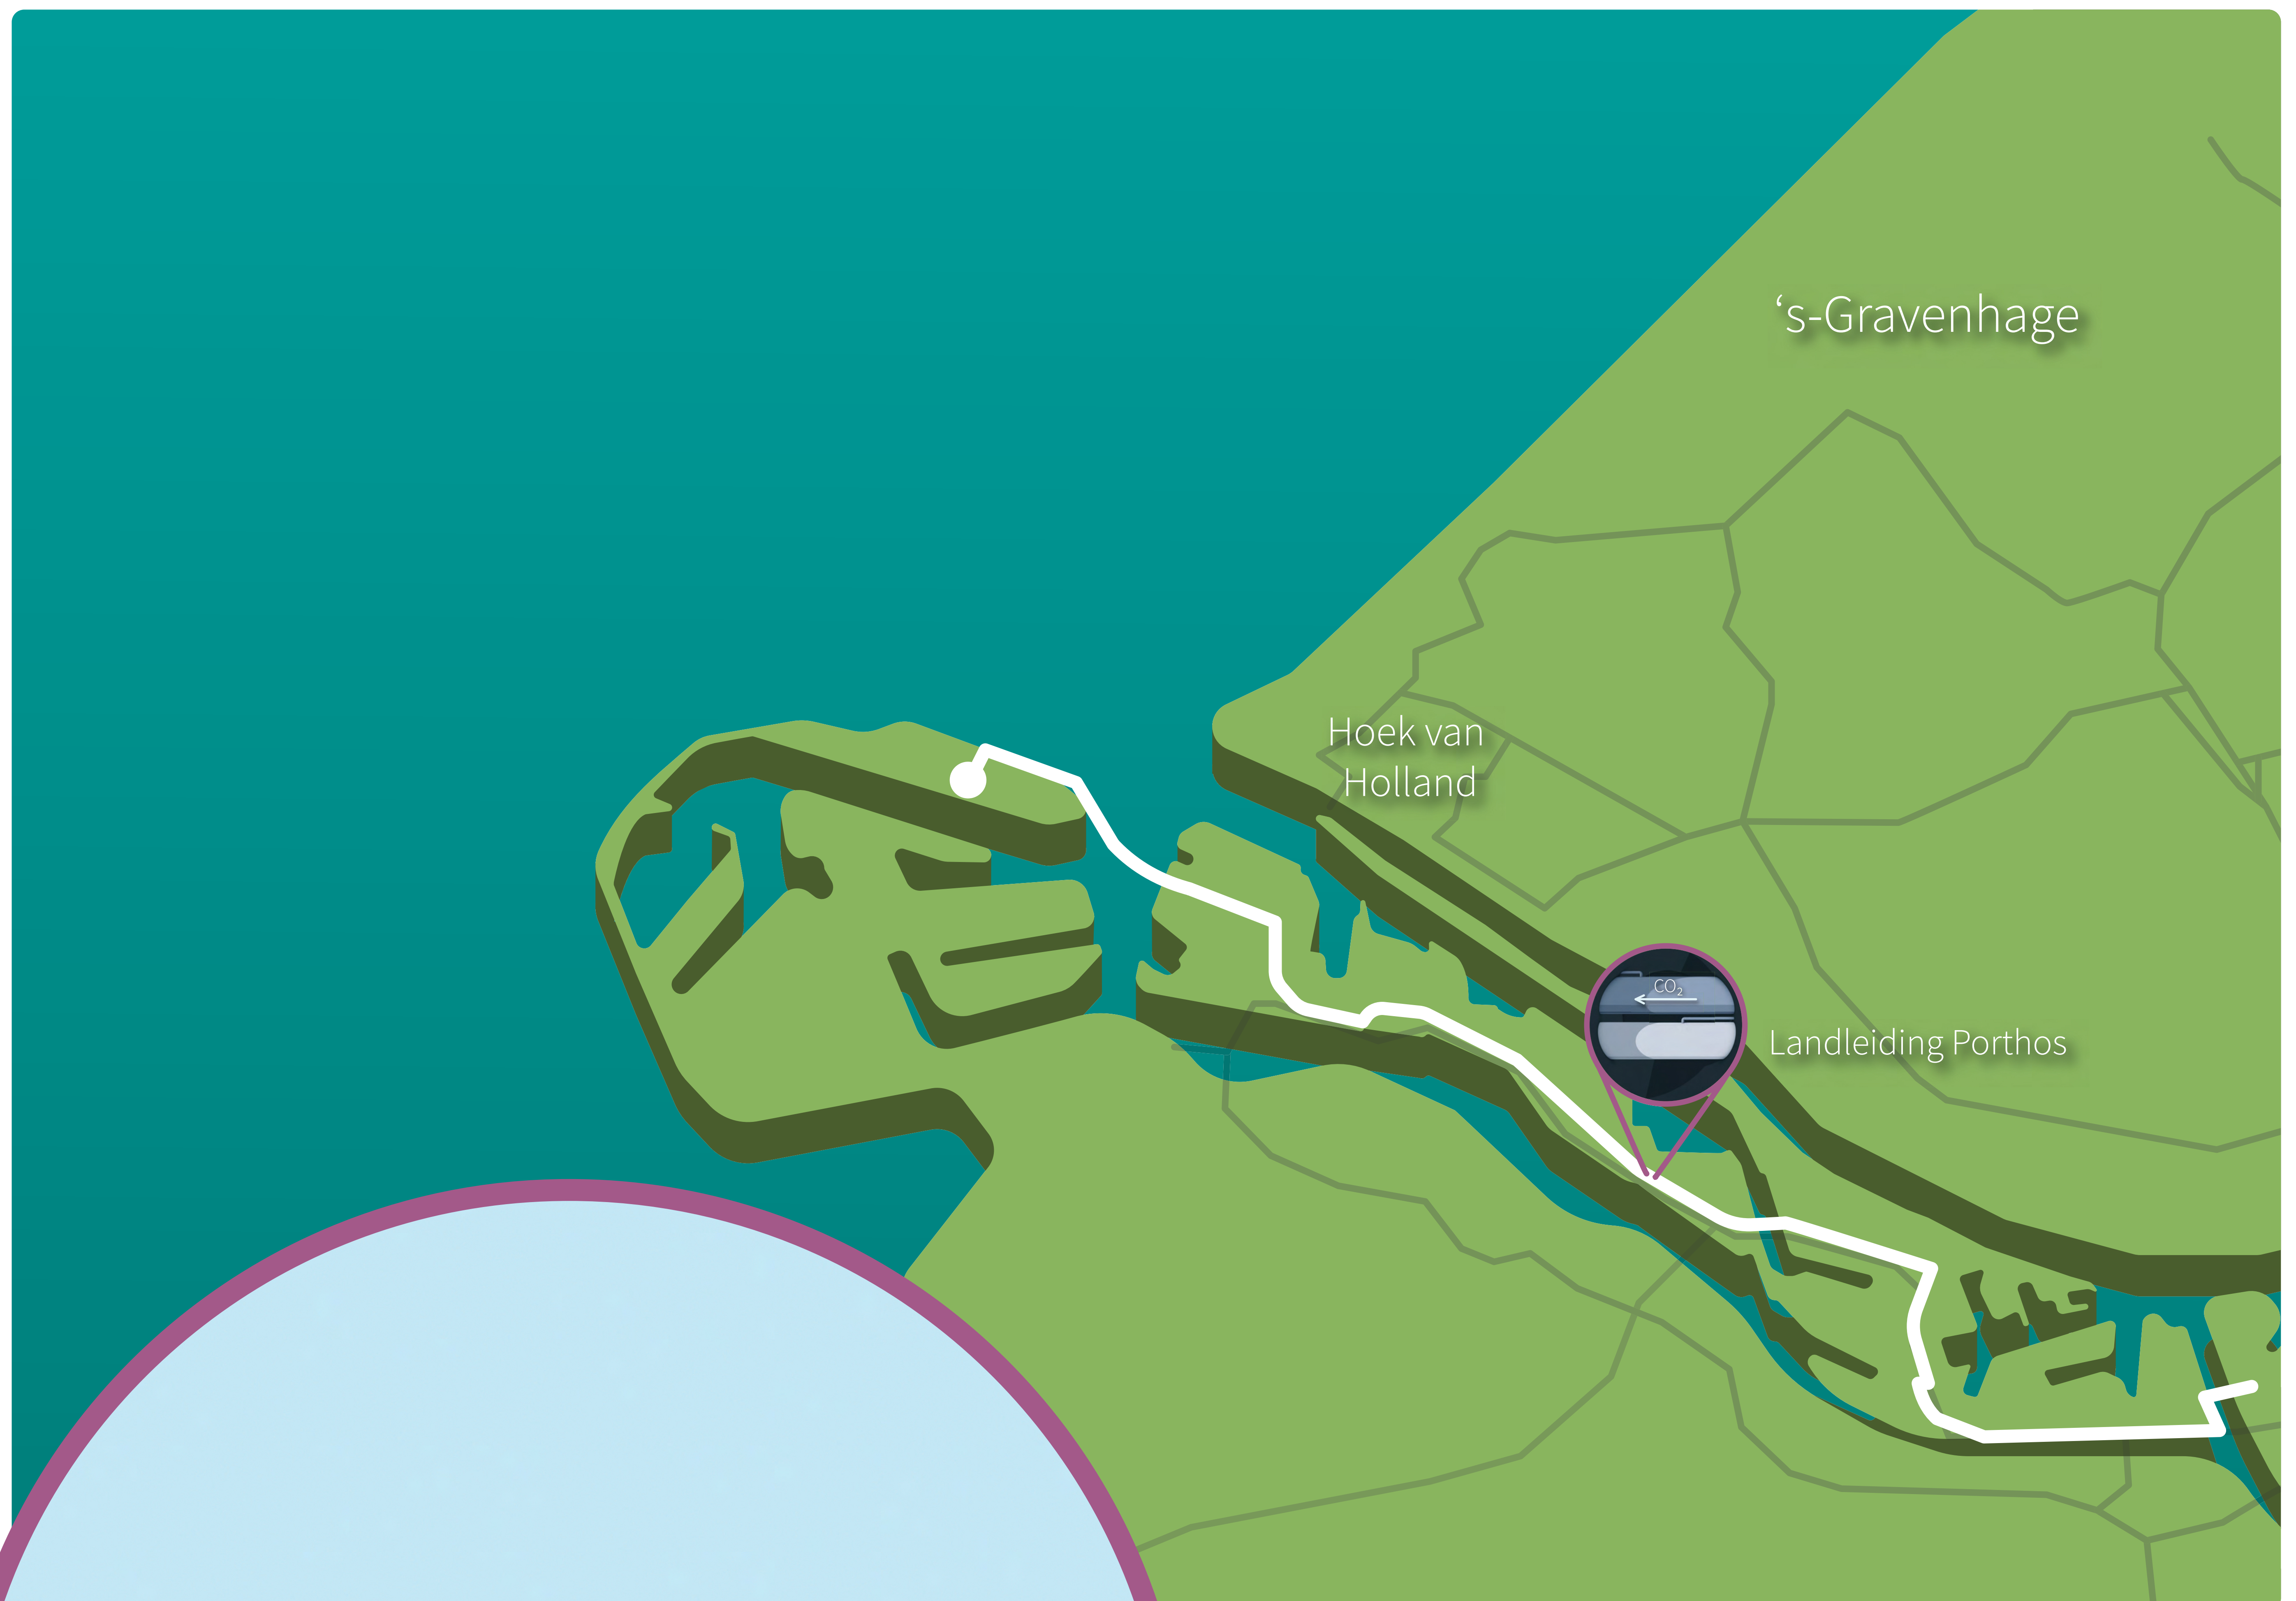 ‘s-Gravenhage
Hoek van
Holland
CO₂
Landleiding Porthos